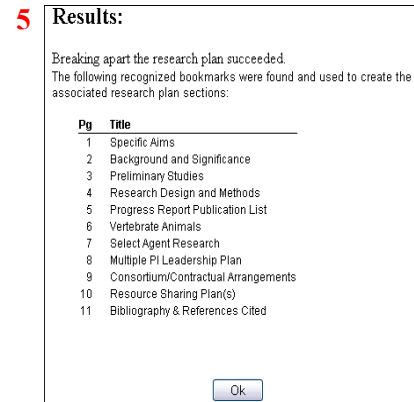 5 Results:
Breaking apart the research plan succeeded.
The following recognized bookmarks were found and used to create the
associated research plan sections:
Pg Title
1 Specific Aims
2 Background and Significance
3 Preliminary Studies
4 Research Design and Methods
5 Progress Report Publication List
6 Vertebrate Animals
7 Select Agent Research
8 Multiple PI Leadership Plan
9 Consortium/Contractual Arrangements
10 Resource Sharing Plan(s)
11 Bibliography & References Cited
Ok